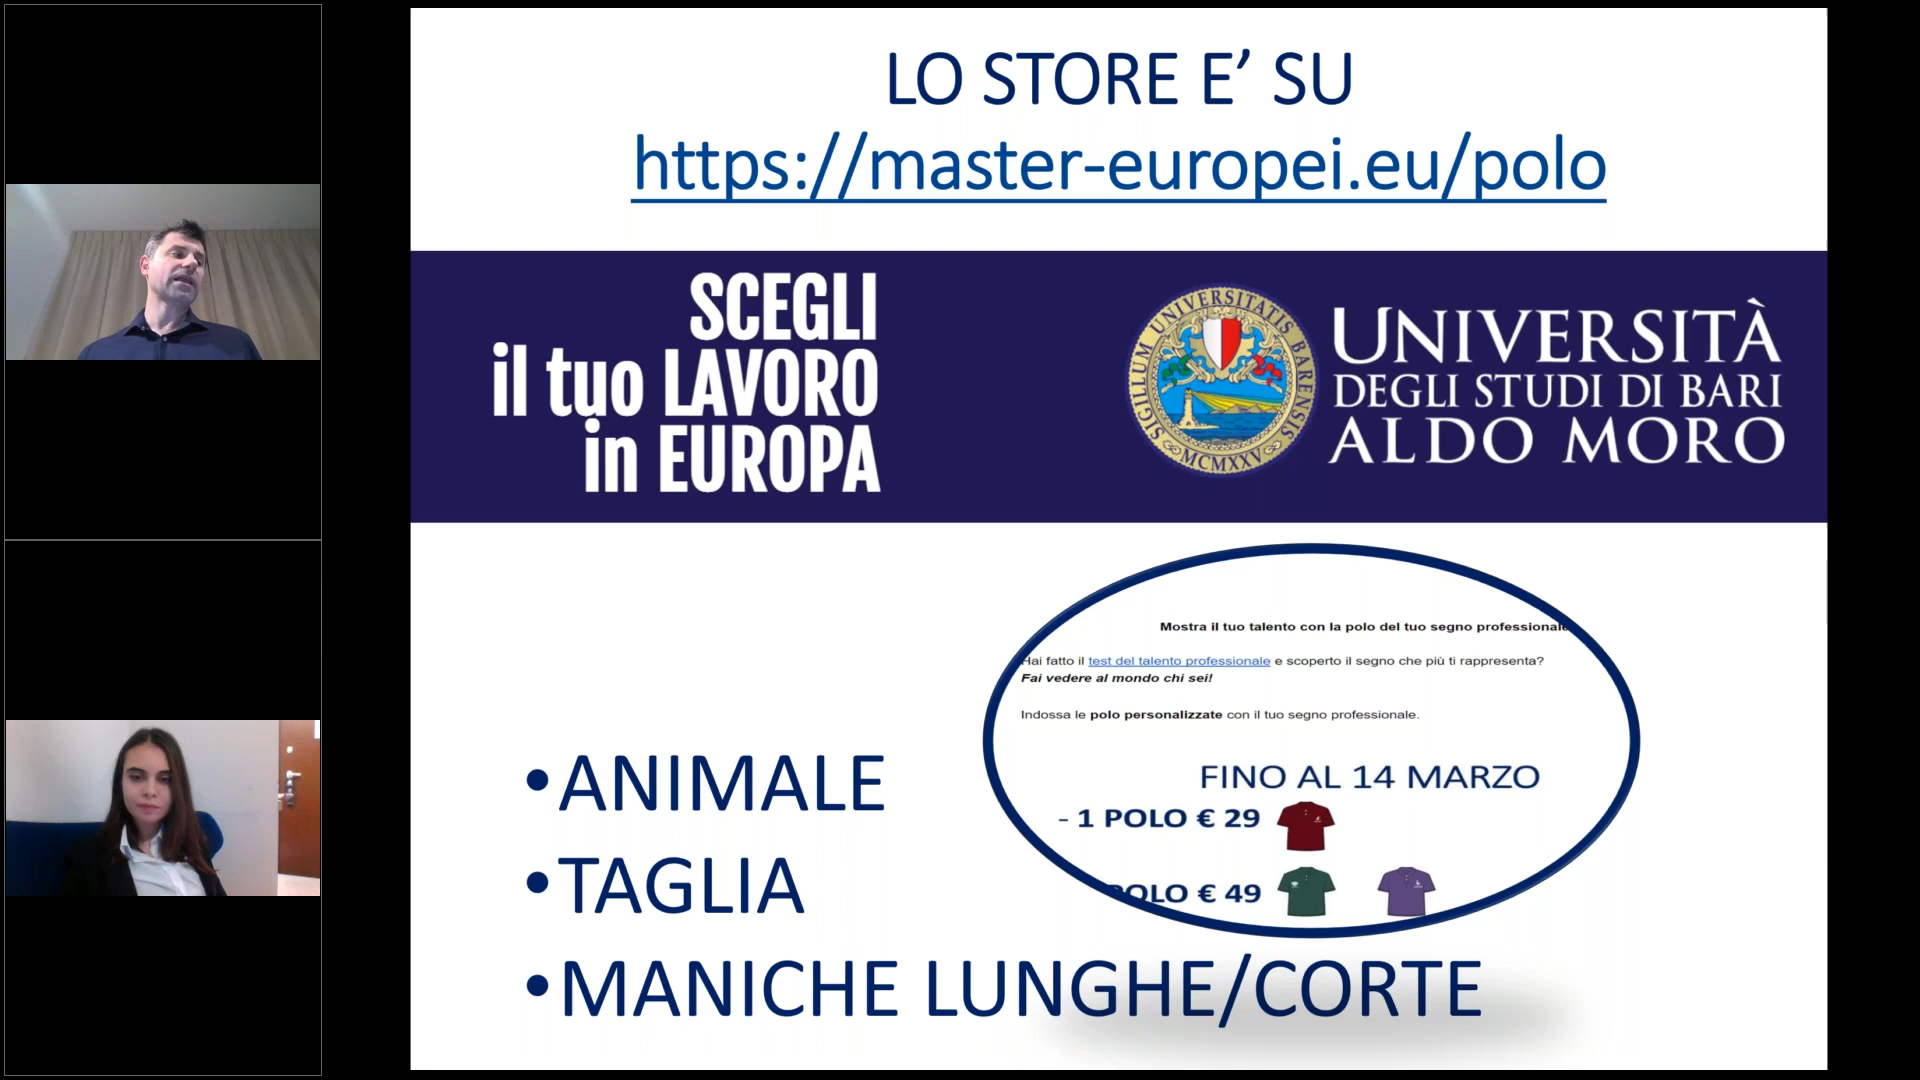 LO STORE E’ SU
https://master-europei.eu/polo
SCEGLI
il tuo LAVORO
in EUROPA
SIGILLUM UNIVERSITATIS BARENSIS
MCMXXV
UNIVERSITÀ
DEGLI STUDI DI BARI
ALDO MORO
Mostra il tuo talento con la polo del tuo segno professionale
Hai fatto il test del talento professionale e scoperto il segno che più ti rappresenta?
Fai vedere al mondo chi sei!
Indossa le polo personalizzate con il tuo segno professionale.
FINO AL 14 MARZO
- 1 POLO € 29
POLO € 49
•ANIMALE
•TAGLIA
•MANICHE LUNGHE/CORTE